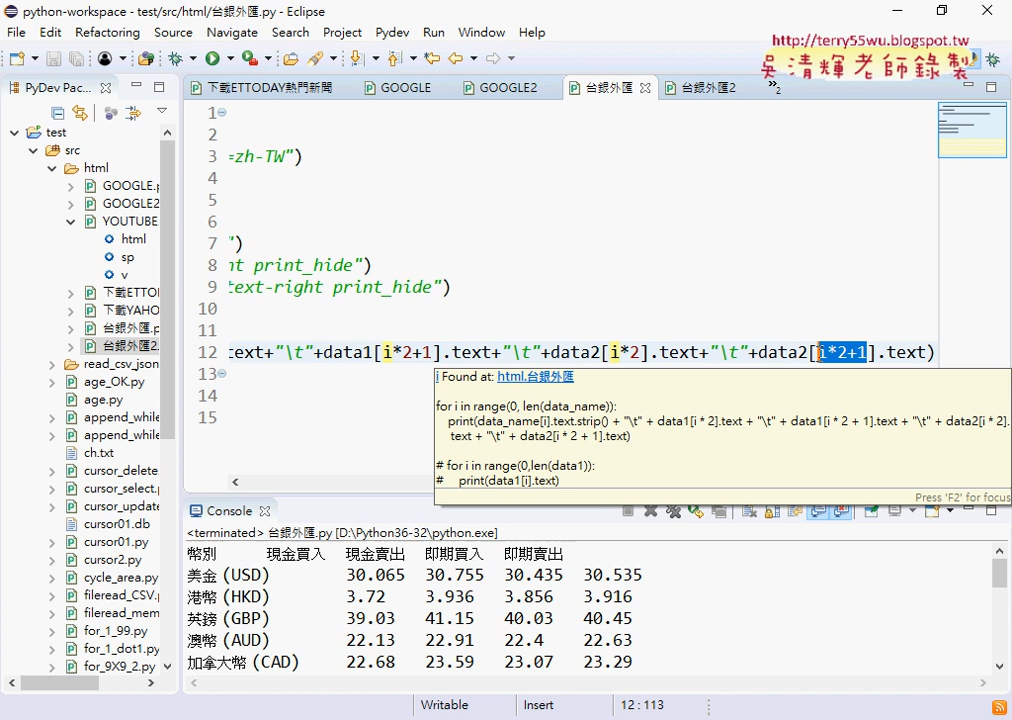 python-workspace - test/src/html/台銀外匯.py - Eclipse
File Edit Refactoring Source Navigate Search Project Pydev Run Window Help
http://terry55wu.blogspot.tw
吳清輝老師錄製
PyDev Pac...
下載ETTODAY熱門新聞 GOOGLE GOOGLE2 台銀外匯 台銀外匯2 »2
test
src
html
GOOGLE.p
GOOGLE2
YOUTUBE
html
sp
v
下載ETTOI
下載YAHO
台銀外匯.p
台銀外匯2.
read_csv_json
age_OK.py
age.py
append_while
append_while
ch.txt
cursor_delete.
cursor_select.p
cursor_update
cursor01.db
cursor01.py
cursor2.py
cycle_area.py
fileread_CSV.p
fileread_mem
for_1_99.py
for_1_dot1.py
for_9X9_2.py
1
2
3 =zh-TW")
4
5
6
7 ")
8 nt print_hide")
9 text-right print_hide")
10
11
12 text+"\t"+data1[i*2+1].text+"\t"+data2[i*2].text+"\t"+data2[i*2+1].text)
13
14
15
i Found at: html.台銀外匯
for i in range(0, len(data_name)):
print(data_name[i].text.strip() + "\t" + data1[i * 2].text + "\t" + data1[i * 2 + 1].text + "\t" + data2[i * 2].
text + "\t" + data2[i * 2 + 1].text)
# for i in range(0,len(data1)):
# print(data1[i].text)
Press 'F2' for focus
Console
<terminated> 台銀外匯.py [D:\Python36-32\python.exe]
幣別 現金買入 現金賣出 即期買入 即期賣出
美金 (USD) 30.065 30.755 30.435 30.535
港幣 (HKD) 3.72 3.936 3.856 3.916
英鎊 (GBP) 39.03 41.15 40.03 40.45
澳幣 (AUD) 22.13 22.91 22.4 22.63
加拿大幣 (CAD) 22.68 23.59 23.07 23.29
Writable Insert 12 : 113